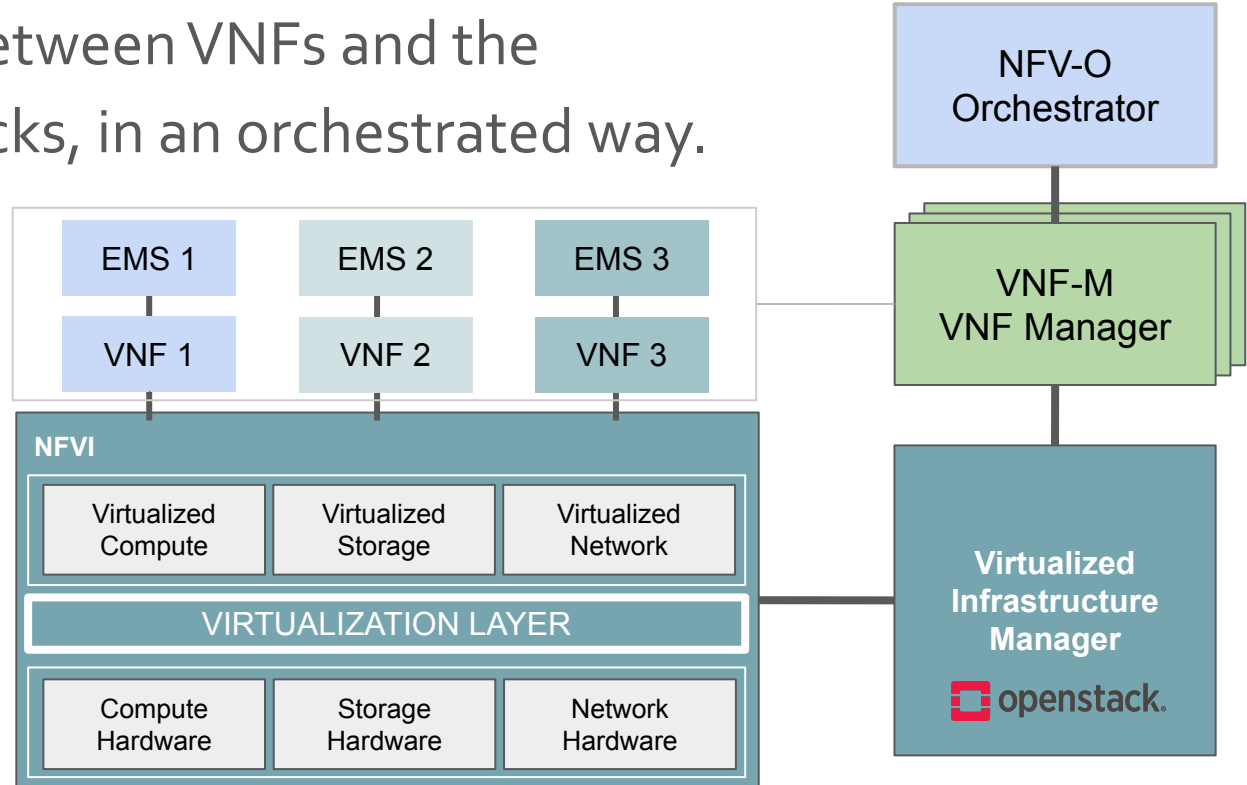 between VNFs and the
cks, in an orchestrated way.
NFV-O
Orchestrator
EMS 1
EMS 2
EMS 3
VNF 1
VNF 2
VNF 3
VNF-M
VNF Manager
NFVI
Virtualized
Compute
Virtualized
Storage
Virtualized
Network
VIRTUALIZATION LAYER
Compute
Hardware
Storage
Hardware
Network
Hardware
Virtualized
Infrastructure
Manager
openstack.